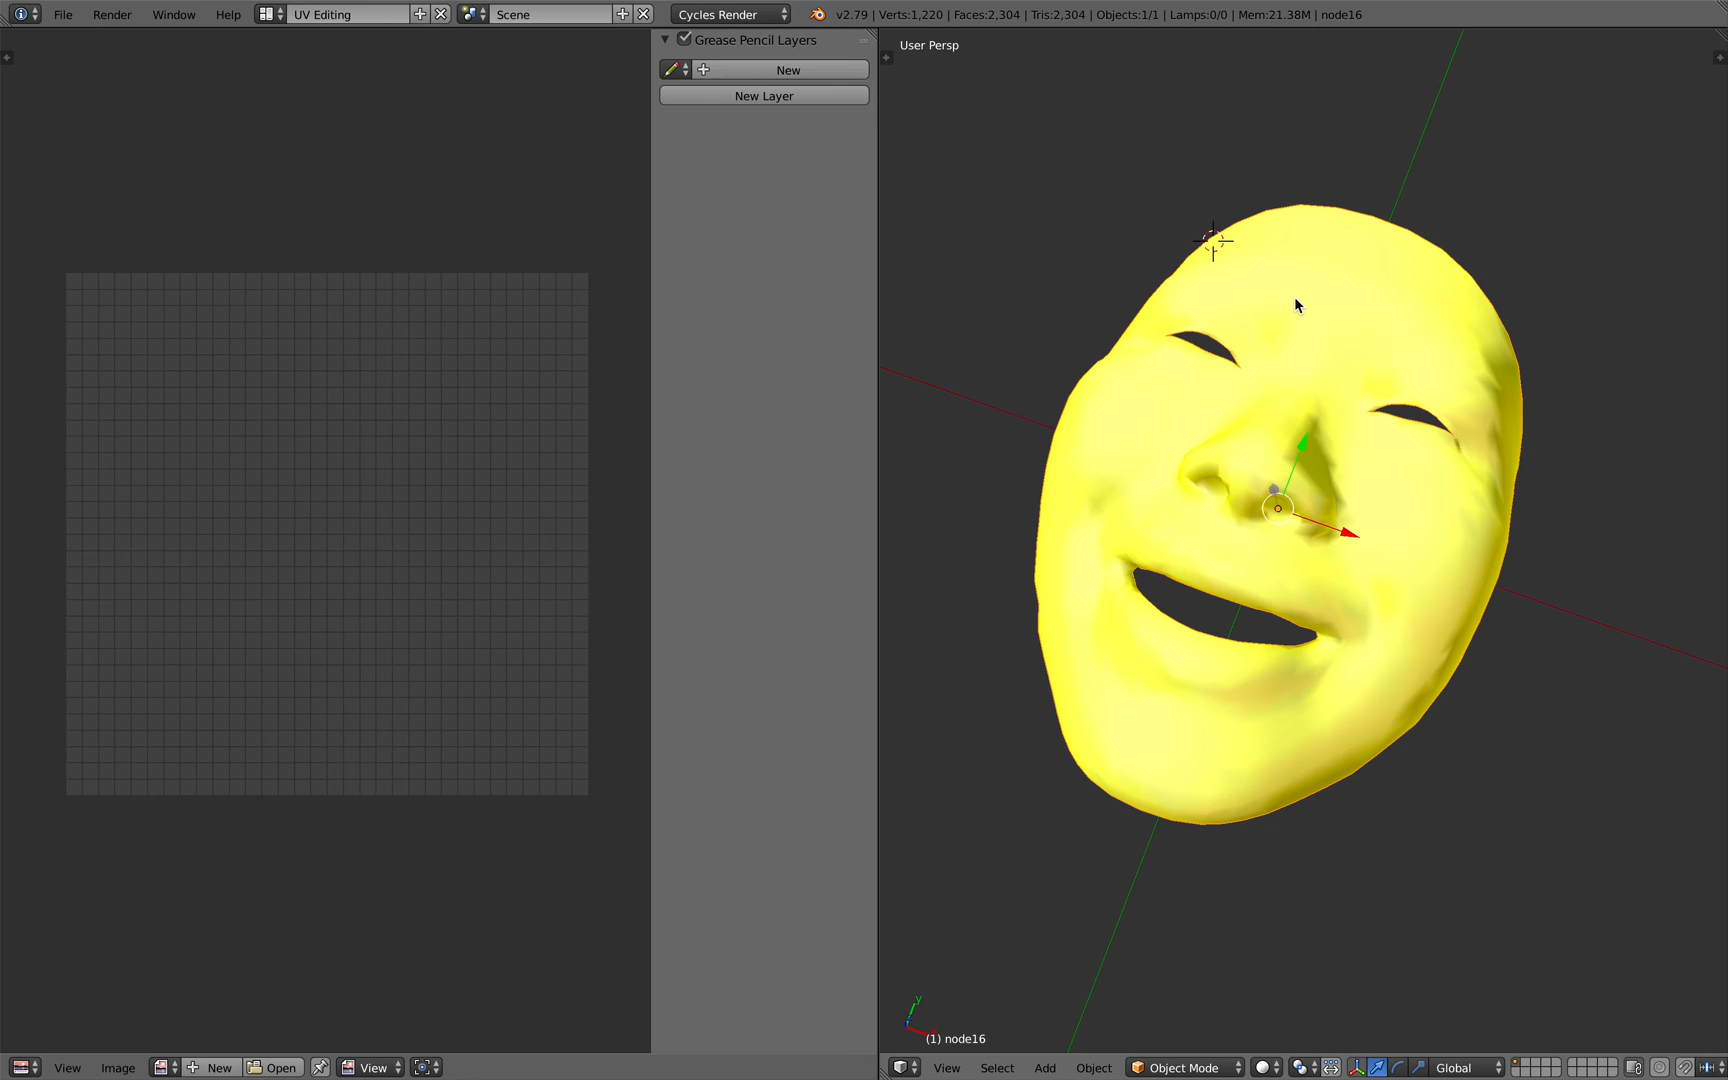 File Render Window Help UV Editing Scene Cycles Render v2.79 | Verts:1,220 | Faces:2,304 | Tris:2,304 | Objects:1/1 | Lamps:0/0 | Mem:21.38M | node16
Grease Pencil Layers
New
New Layer
User Persp
y
(1) node16
View Image New Open View
View Select Add Object Object Mode Global